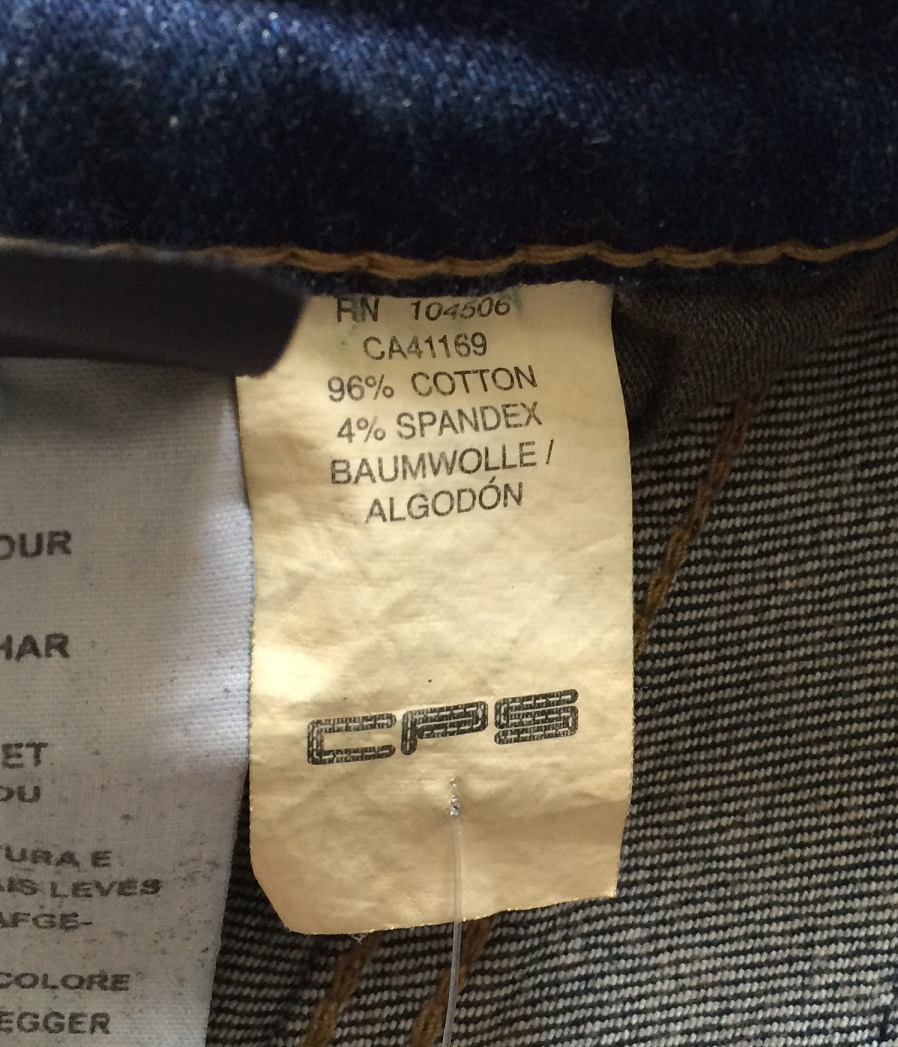 RN 104506
CA41169
96% COTTON
4% SPANDEX
BAUMWOLLE /
ALGODÓN
CPS
OUR
HAR
ET
OU
TURA E
AIS LEVES
AFGE-
COLORE
EGGER